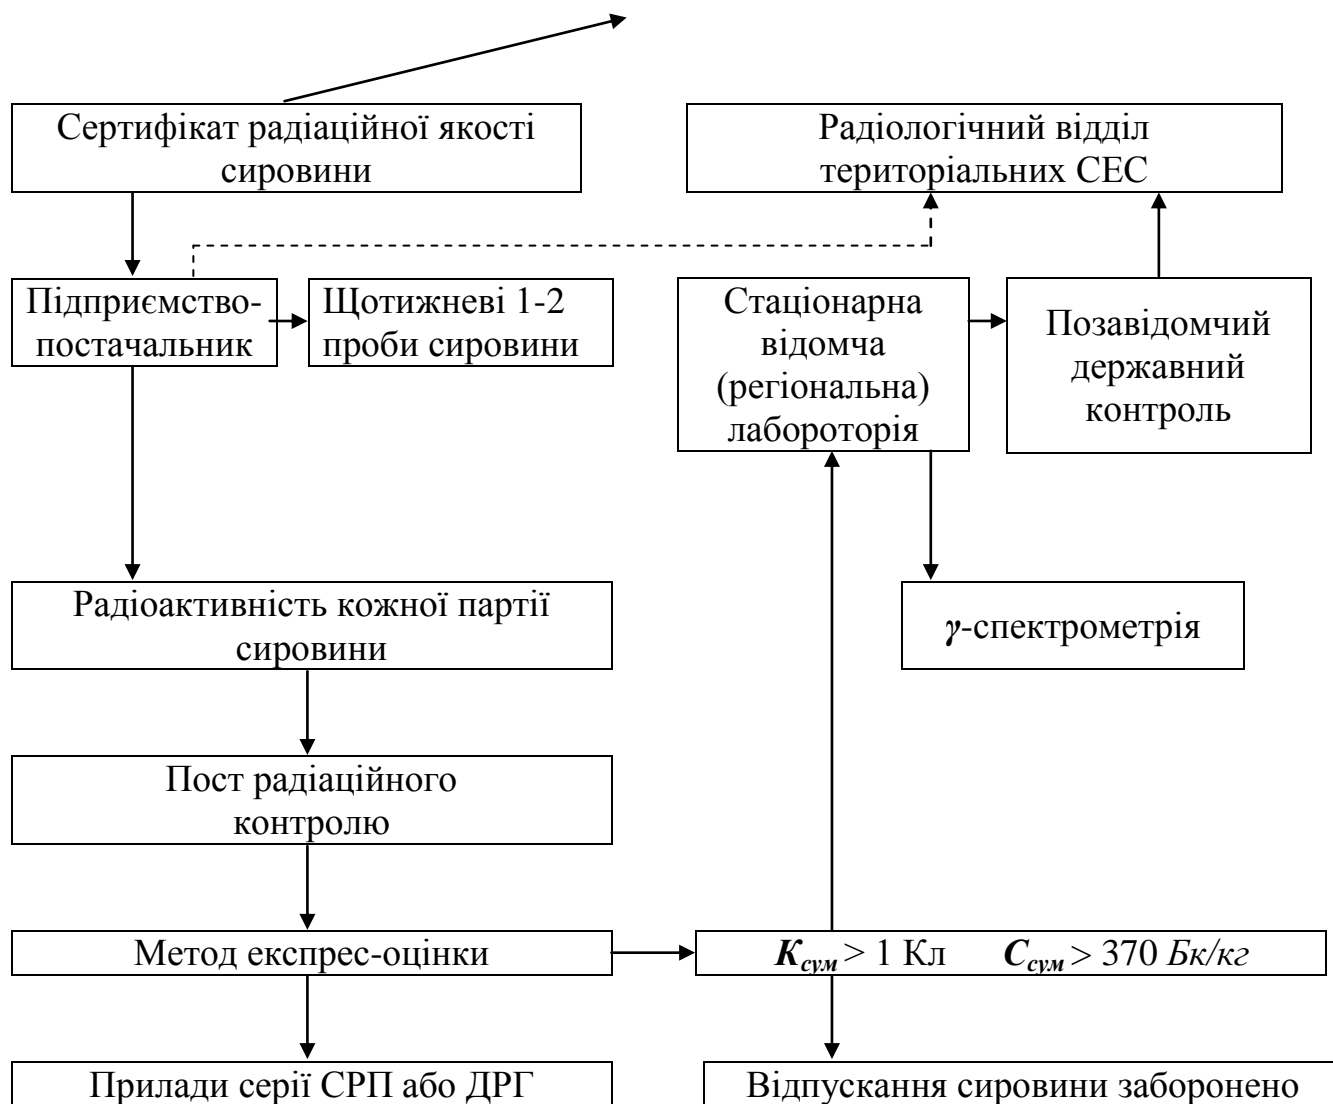 Сертифікат радіаційної якості
сировини
Радіологічний відділ
територіальних СЕС
Підприємство-
постачальник
Щотижневі 1-2
проби сировини
Стаціонарна
відомча
(регіональна)
лабороторія
Позавідомчий
державний
контроль
Радіоактивність кожної партії
сировини
γ-спектрометрія
Пост радіаційного
контролю
Метод експрес-оцінки
Kсум > 1 Кл Cсум > 370 Бк/кг
Прилади серії СРП або ДРГ
Відпускання сировини заборонено